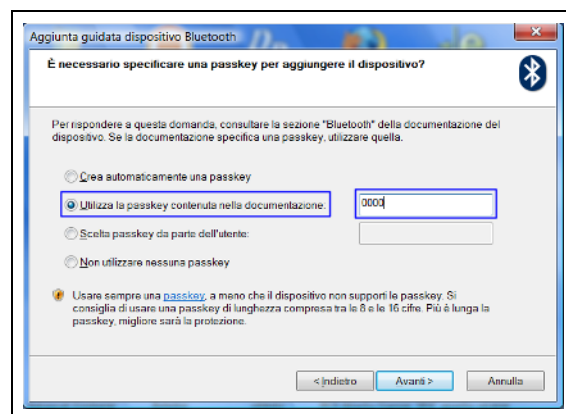 Aggiunta guidata dispositivo Bluetooth
È necessario specificare una passkey per aggiungere il dispositivo?
Per rispondere a questa domanda, consultare la sezione "Bluetooth" della documentazione del
dispositivo. Se la documentazione specifica una passkey, utilizzare quella.
Crea automaticamente una passkey
Utilizza la passkey contenuta nella documentazione: 0000
Scelta passkey da parte dell'utente:
Non utilizzare nessuna passkey
Usare sempre una passkey, a meno che il dispositivo non supporti le passkey. Si
consiglia di usare una passkey di lunghezza compresa tra le 8 e le 16 cifre. Più è lunga la
passkey, migliore sarà la protezione.
< Indietro Avanti > Annulla